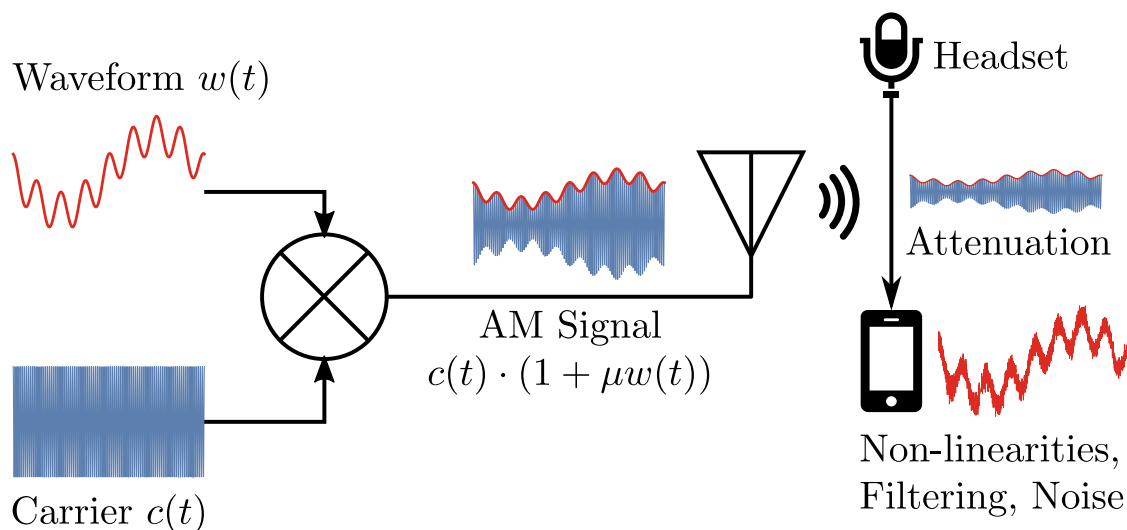 Waveform w(t)
Carrier c(t)
AM Signal
c(t) · (1 + μw(t))
Headset
Attenuation
Non-linearities,
Filtering, Noise